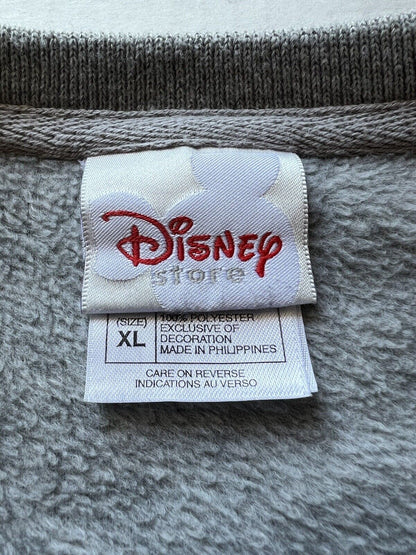 Disney
store
(SIZE)
XL
100% POLYESTER
EXCLUSIVE OF
DECORATION
MADE IN PHILIPPINES
CARE ON REVERSE
INDICATIONS AU VERSO